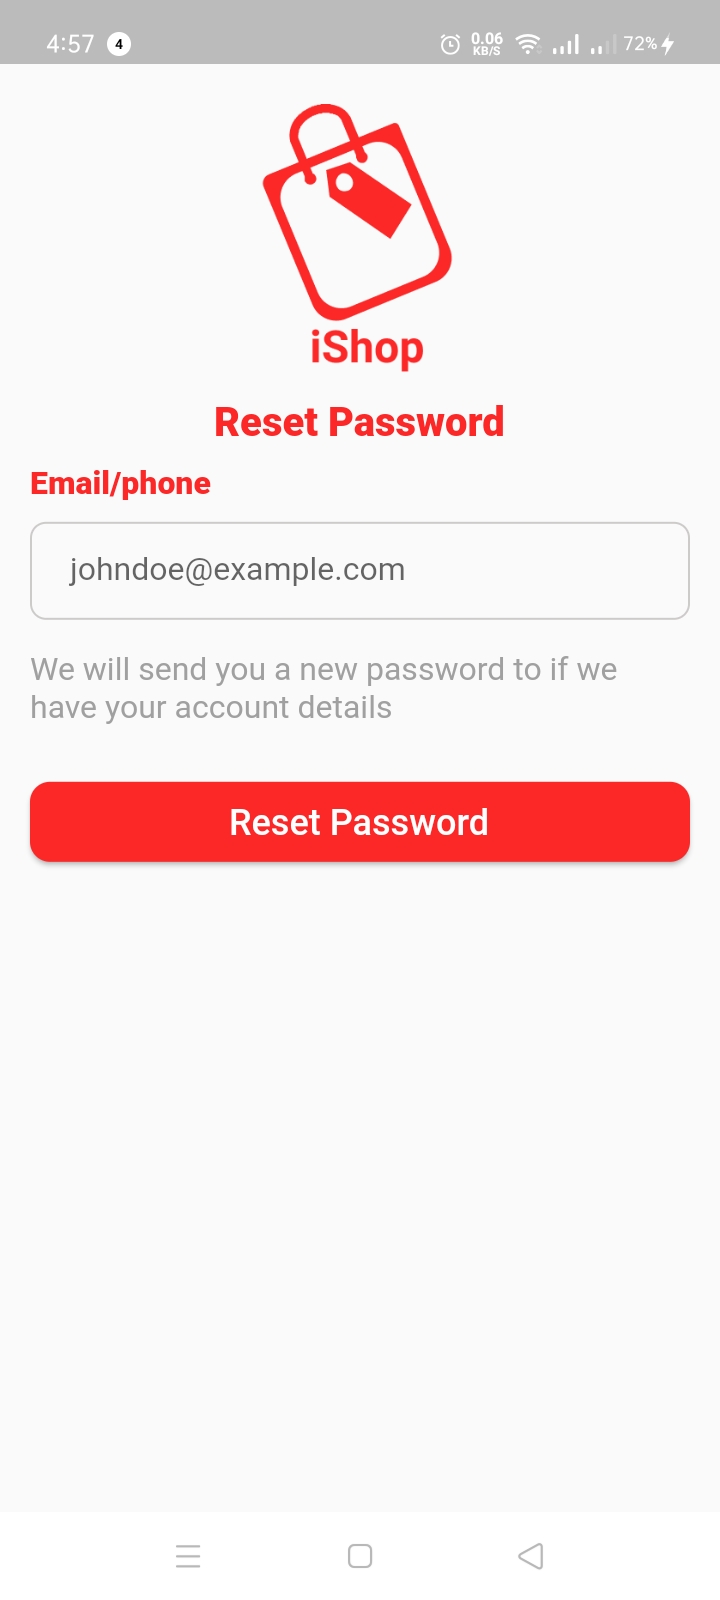 4:57 4 0.06 KB/S 72%
iShop
Reset Password
Email/phone
johndoe@example.com
We will send you a new password to if we
have your account details
Reset Password